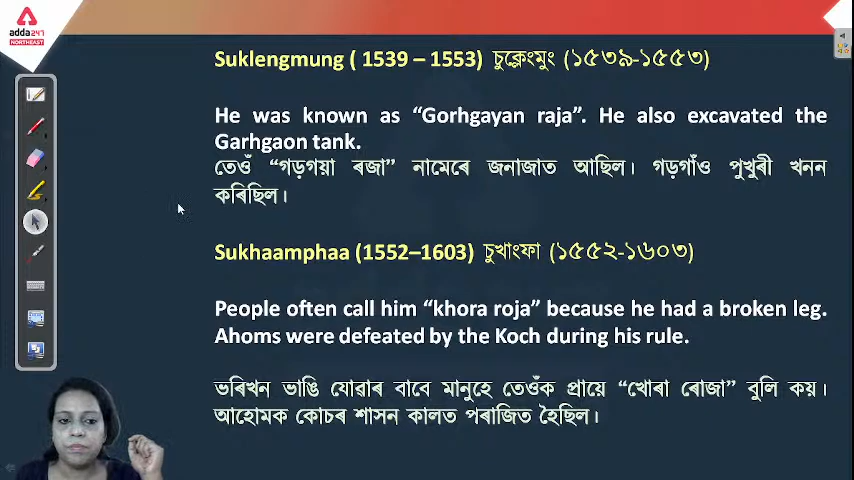 adda247
NORTHEAST
Suklengmung ( 1539 – 1553) চুক্লেংমুং (১৫৩৯-১৫৫৩)
He was known as “Gorhgayan raja”. He also excavated the
Garhgaon tank.
তেওঁ “গড়গয়া ৰজা” নামেৰে জনাজাত আছিল। গড়গাঁও পুখুৰী খনন
কৰিছিল।
Sukhaamphaa (1552–1603) চুখাংফা (১৫৫২-১৬০৩)
People often call him “khora roja” because he had a broken leg.
Ahoms were defeated by the Koch during his rule.
ভৰিখন ভাঙি যোৱাৰ বাবে মানুহে তেওঁক প্ৰায়ে “খোৰা ৰোজা” বুলি কয়।
আহোমক কোচৰ শাসন কালত পৰাজিত হৈছিল।